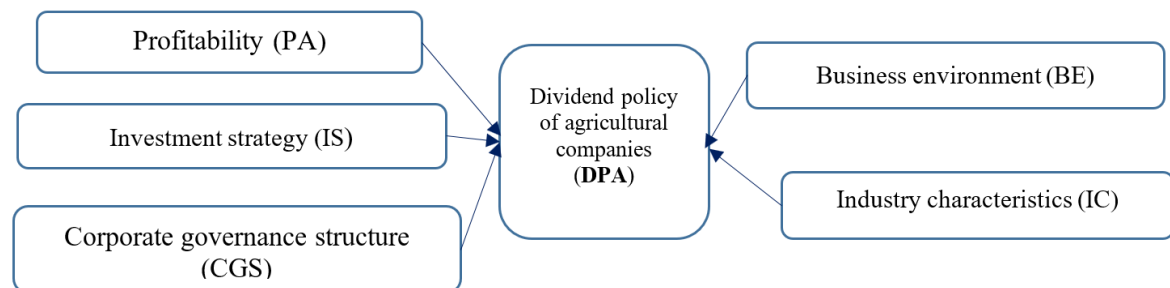 Profitability (PA)
Investment strategy (IS)
Corporate governance structure
(CGS)
Dividend policy
of agricultural
companies
(DPA)
Business environment (BE)
Industry characteristics (IC)